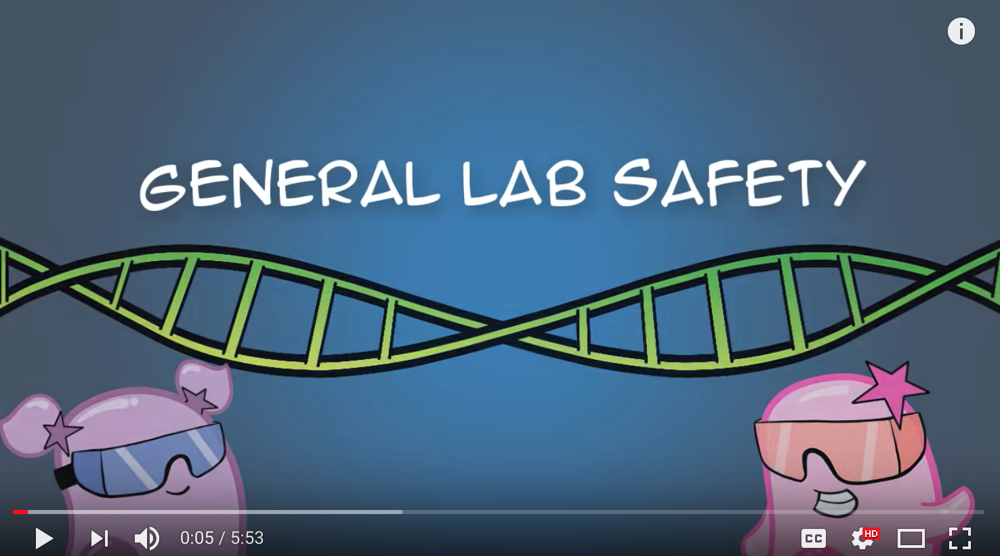 GENERAL LAB SAFETY
0:05 / 5:53
CC
HD